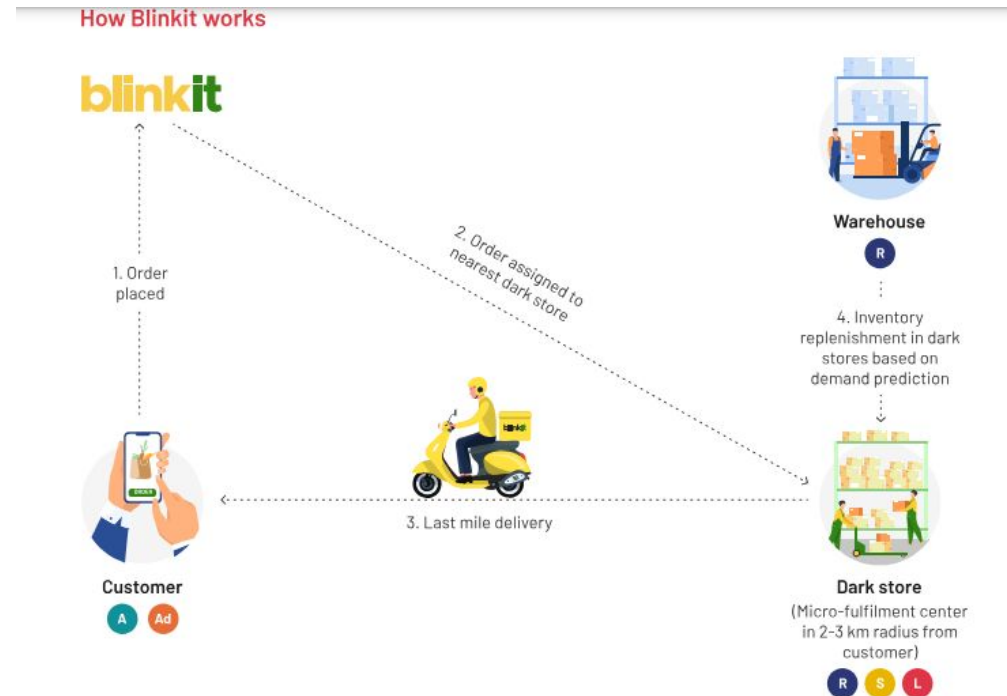 How Blinkit works
blinkit
1. Order
placed
2. Order assigned to
nearest dark store
Warehouse
R
4. Inventory
replenishment in dark
stores based on
demand prediction
blinkit
3. Last mile delivery
ORDER
Customer
A Ad
Dark store
(Micro-fulfilment center
in 2-3 km radius from
customer)
R S L